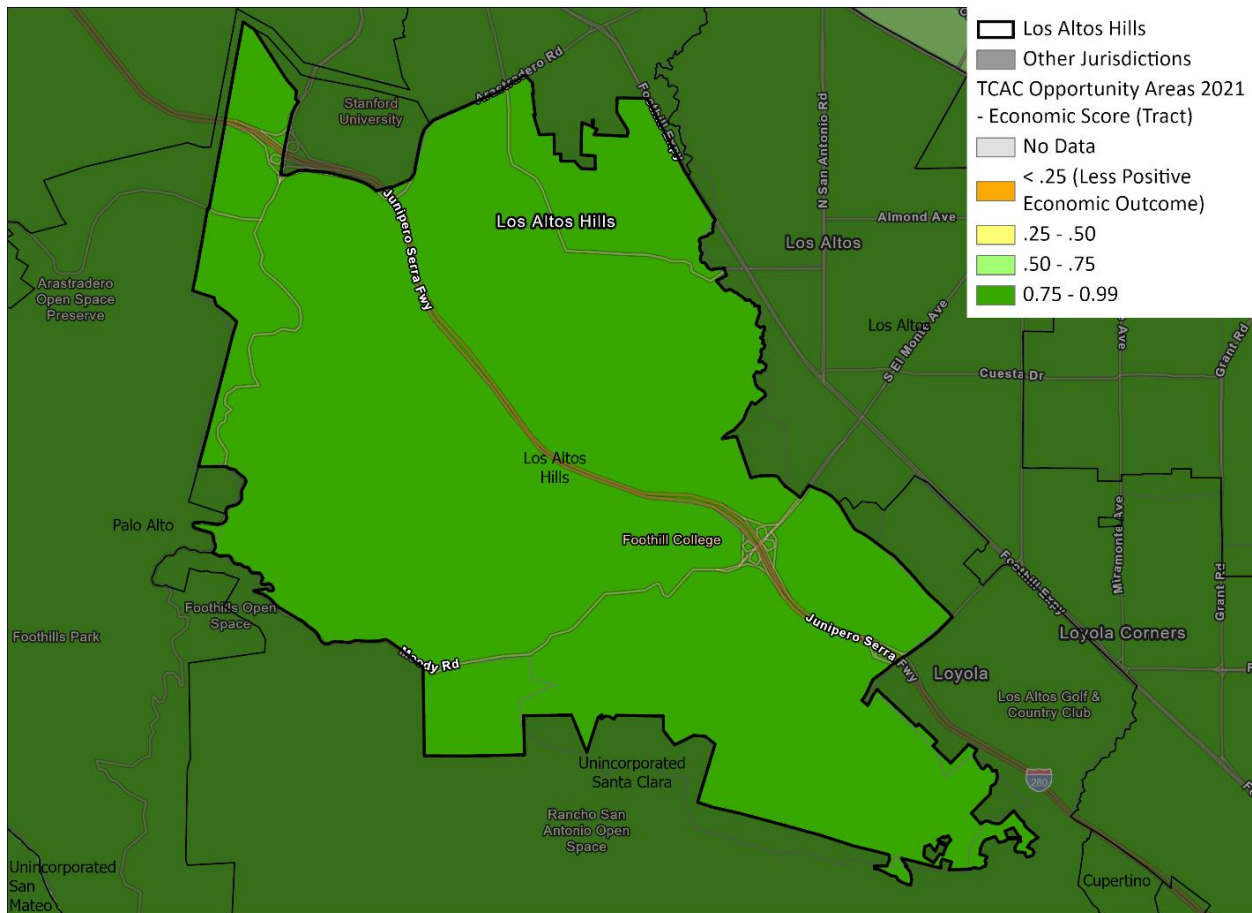 Los Altos Hills
Other Jurisdictions
TCAC Opportunity Areas 2021
- Economic Score (Tract)
No Data
< .25 (Less Positive
Economic Outcome)
.25 - .50
.50 - .75
0.75 - 0.99
Arastradero Rd
Stanford
University
Foothill Expy
N San Antonio Rd
Junipero Serra Fwy
Los Altos Hills
Almond Ave
Los Altos
Arastradero
Open Space
Preserve
Los Altos
S El Monte Ave
Cuesta Dr
Grant Rd
Los Altos
Hills
Palo Alto
Foothill College
Foothills Open
Space
Foothills Park
Moody Rd
Junipero Serra Fwy
Foothill Expy
Miramonte Ave
Grant Rd
Loyola Corners
Loyola
Los Altos Golf &
Country Club
Unincorporated
Santa Clara
280
Rancho San
Antonio Open
Space
Unincorporated
San
Mateo
Cupertino